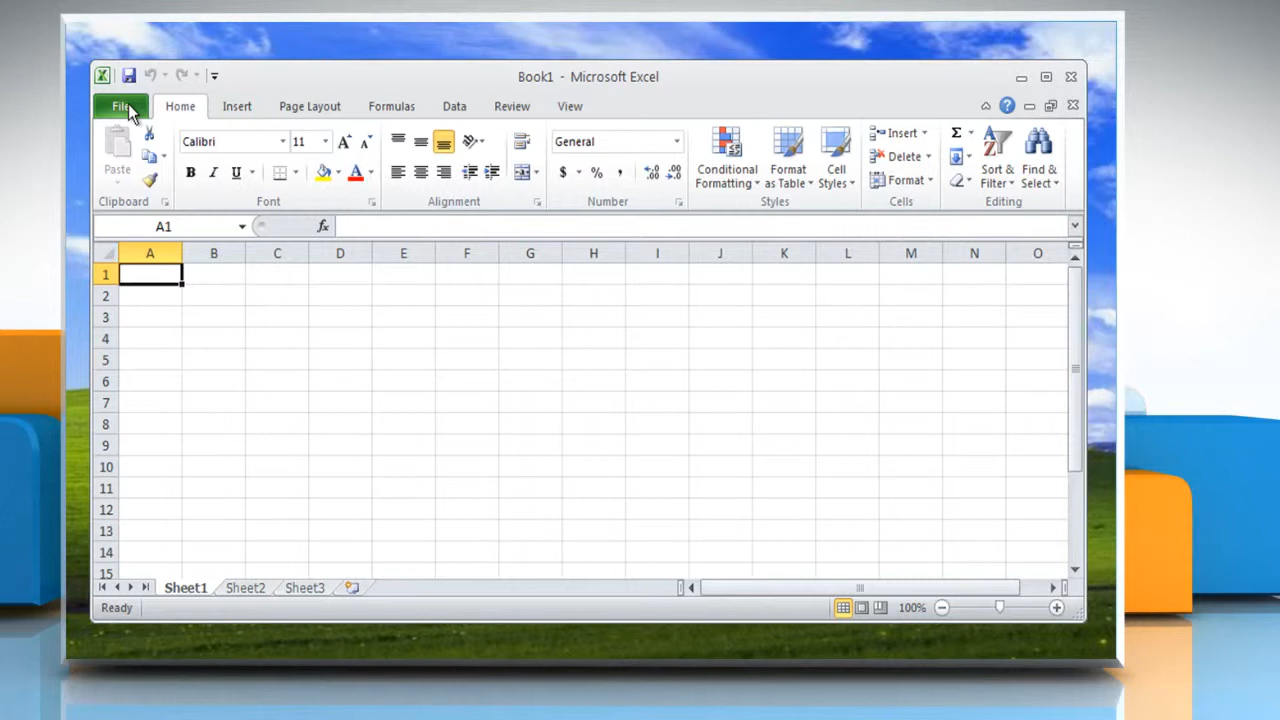 Book1 - Microsoft Excel
File Home Insert Page Layout Formulas Data Review View
Calibri 11 General Insert Σ
Paste B I U $ % , .0 .00 Conditional Formatting Format as Table Cell Styles Delete Sort & Filter Find & Select
Format
Clipboard Font Alignment Number Styles Cells Editing
A1 fx
A B C D E F G H I J K L M N O
1
2
3
4
5
6
7
8
9
10
11
12
13
14
15
Sheet1 Sheet2 Sheet3
Ready 100%